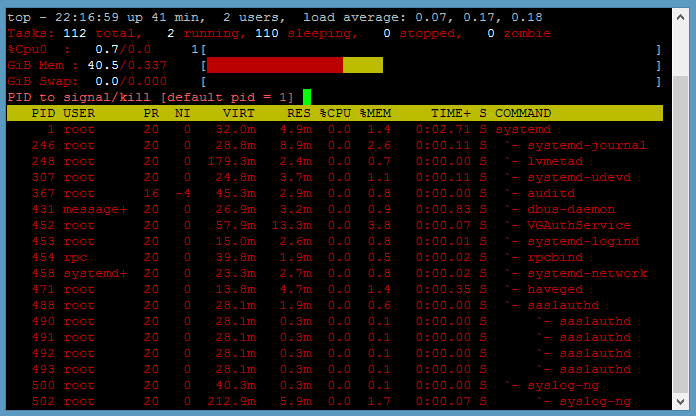 top - 22:16:59 up 41 min,  2 users,  load average: 0.07, 0.17, 0.18
Tasks: 112 total,   2 running, 110 sleeping,   0 stopped,   0 zombie
%Cpu0  :   0.7/0.0     1[                                                            ]
GiB Mem : 40.5/0.337    [                                                            ]
GiB Swap:  0.0/0.000    [                                                            ]
PID to signal/kill [default pid = 1]
  PID USER      PR  NI    VIRT    RES %CPU %MEM     TIME+ S COMMAND
    1 root      20   0   32.0m   4.9m  0.0  1.4   0:02.71 S systemd
  246 root      20   0   28.8m   8.9m  0.0  2.6   0:00.11 S  `- systemd-journal
  248 root      20   0  179.3m   2.4m  0.0  0.7   0:00.00 S  `- lvmetad
  307 root      20   0   24.8m   3.7m  0.0  1.1   0:00.11 S  `- systemd-udevd
  367 root      16  -4   45.3m   2.9m  0.0  0.8   0:00.00 S  `- auditd
  431 message+  20   0   26.9m   3.2m  0.0  0.9   0:00.83 S  `- dbus-daemon
  452 root      20   0   57.9m  13.3m  0.0  3.8   0:00.07 S  `- VGAuthService
  453 root      20   0   15.0m   2.6m  0.0  0.8   0:00.01 S  `- systemd-logind
  454 rpc       20   0   39.8m   1.9m  0.0  0.5   0:00.02 S  `- rpcbind
  458 systemd+  20   0   23.3m   2.7m  0.0  0.8   0:00.02 S  `- systemd-network
  471 root      20   0   13.8m   4.7m  0.0  1.4   0:00.35 S  `- haveged
  488 root      20   0   28.1m   1.9m  0.0  0.6   0:00.00 S  `- saslauthd
  490 root      20   0   28.1m   0.3m  0.0  0.1   0:00.00 S      `- saslauthd
  491 root      20   0   28.1m   0.3m  0.0  0.1   0:00.00 S      `- saslauthd
  492 root      20   0   28.1m   0.3m  0.0  0.1   0:00.00 S      `- saslauthd
  493 root      20   0   28.1m   0.3m  0.0  0.1   0:00.00 S      `- saslauthd
  500 root      20   0   40.3m   0.3m  0.0  0.1   0:00.00 S  `- syslog-ng
  502 root      20   0  212.9m   5.9m  0.0  1.7   0:00.07 S      `- syslog-ng